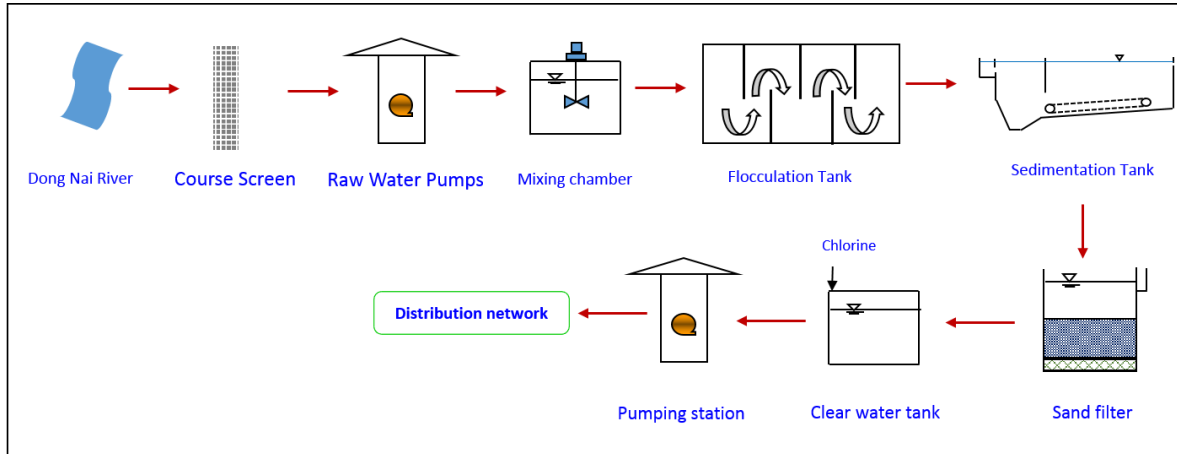 Dong Nai River
Course Screen
Raw Water Pumps
Mixing chamber
Flocculation Tank
Sedimentation Tank
Chlorine
Distribution network
Pumping station
Clear water tank
Sand filter